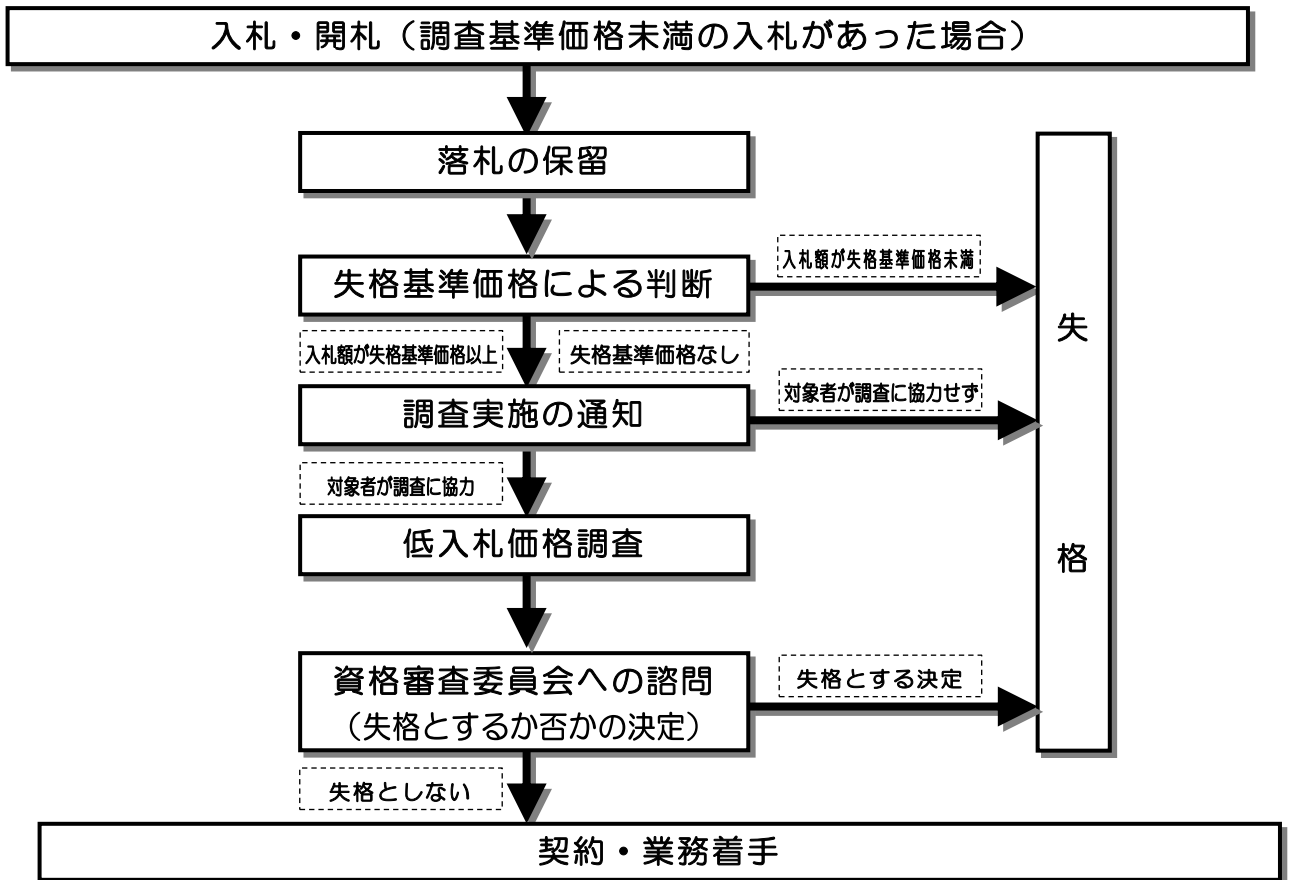 入札・開札（調査基準価格未満の入札があった場合）
落札の保留
失格基準価格による判断
入札額が失格基準価格未満
入札額が失格基準価格以上
失格基準価格なし
調査実施の通知
対象者が調査に協力せず
対象者が調査に協力
低入札価格調査
資格審査委員会への諮問
（失格とするか否かの決定）
失格とする決定
失格としない
失
格
契約・業務着手